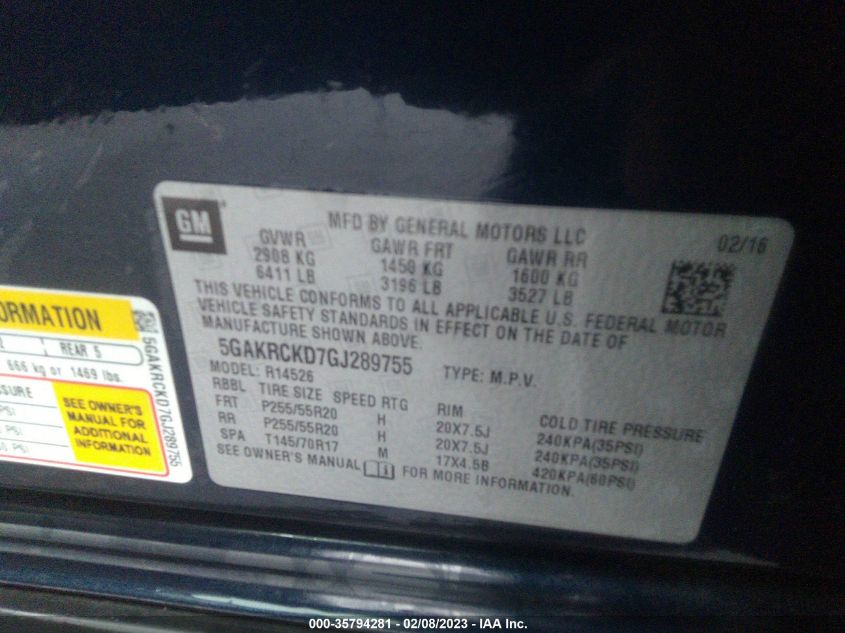 GM
MFD BY GENERAL MOTORS LLC
02/16
GVWR GAWR FRT GAWR RR
2908 KG 1450 KG 1600 KG
6411 LB 3196 LB 3527 LB
THIS VEHICLE CONFORMS TO ALL APPLICABLE U.S. FEDERAL MOTOR
VEHICLE SAFETY STANDARDS IN EFFECT ON THE DATE OF
MANUFACTURE SHOWN ABOVE.
5GAKRCKD7GJ289755 TYPE: M.P.V.
MODEL: R14526
RBBL TIRE SIZE SPEED RTG RIM COLD TIRE PRESSURE
FRT P255/55R20 H 20X7.5J 240KPA(35PSI)
RR P255/55R20 H 20X7.5J 240KPA(35PSI)
SPA T145/70R17 M 17X4.5B 420KPA(60PSI)
SEE OWNER'S MANUAL FOR MORE INFORMATION.
ORMATION
REAR 5
666 kg or 1469 lbs.
SSURE
PSI
PSI
PSI
SEE OWNER'S
MANUAL FOR
ADDITIONAL
INFORMATION
5GAKRCKD7GJ289755
000-35794281 - 02/08/2023 - IAA Inc.